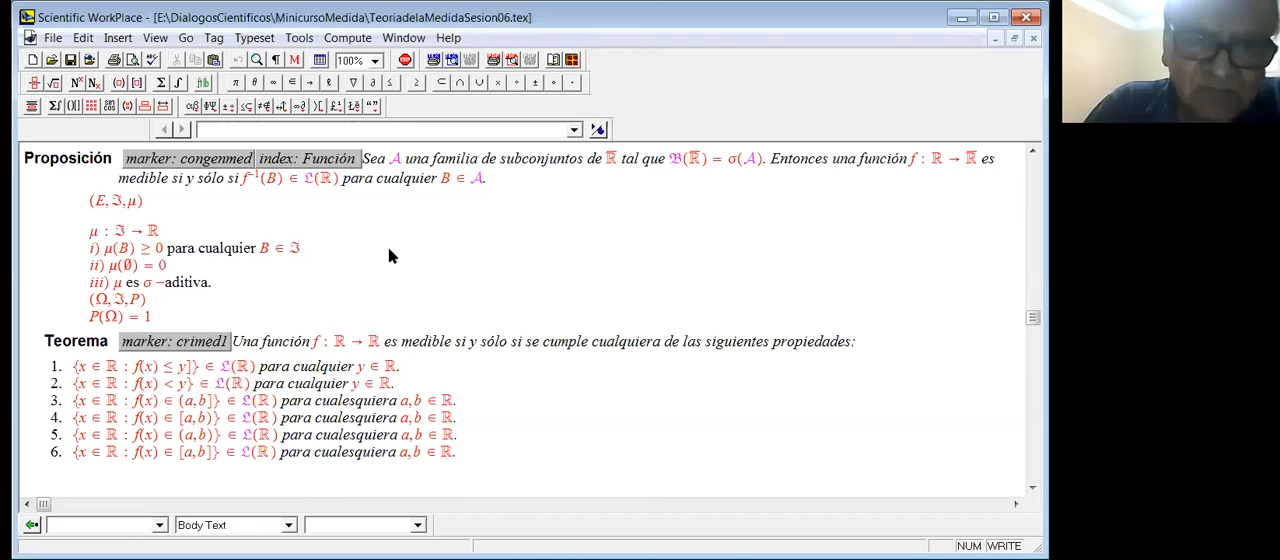 Scientific WorkPlace - [E:\DialogosCientificos\MinicursoMedida\TeoriadelaMedidaSesion06.tex]
File Edit Insert View Go Tag Typeset Tools Compute Window Help
100%
Proposición marker: congenmed index: Función Sea 𝒜 una familia de subconjuntos de ℝ̅ tal que 𝔅(ℝ̅) = σ(𝒜). Entonces una función f : ℝ → ℝ̅ es
medible si y sólo si f⁻¹(B) ∈ 𝔏(ℝ) para cualquier B ∈ 𝒜.
(E, ℑ, μ)
μ : ℑ → ℝ
i) μ(B) ≥ 0 para cualquier B ∈ ℑ
ii) μ(∅) = 0
iii) μ es σ −aditiva.
(Ω, ℑ, P)
P(Ω) = 1
Teorema marker: crimed1 Una función f : ℝ → ℝ es medible si y sólo si se cumple cualquiera de las siguientes propiedades:
1. {x ∈ ℝ : f(x) ≤ y]} ∈ 𝔏(ℝ) para cualquier y ∈ ℝ.
2. {x ∈ ℝ : f(x) < y} ∈ 𝔏(ℝ) para cualquier y ∈ ℝ.
3. {x ∈ ℝ : f(x) ∈ (a, b]} ∈ 𝔏(ℝ) para cualesquiera a, b ∈ ℝ.
4. {x ∈ ℝ : f(x) ∈ [a, b)} ∈ 𝔏(ℝ) para cualesquiera a, b ∈ ℝ.
5. {x ∈ ℝ : f(x) ∈ (a, b)} ∈ 𝔏(ℝ) para cualesquiera a, b ∈ ℝ.
6. {x ∈ ℝ : f(x) ∈ [a, b]} ∈ 𝔏(ℝ) para cualesquiera a, b ∈ ℝ.
Body Text
NUM WRITE